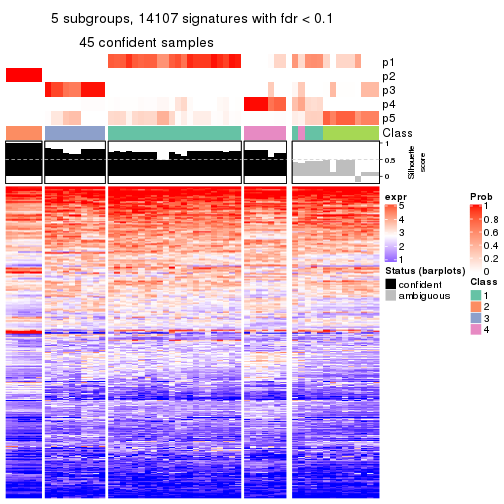 5 subgroups, 14107 signatures with fdr < 0.1
45 confident samples
p1
p2
p3
p4
p5
Class
1
0.5
0
Silhouette
score
expr
5
4
3
2
1
Status (barplots)
confident
ambiguous
Prob
1
0.8
0.6
0.4
0.2
0
Class
1
2
3
4